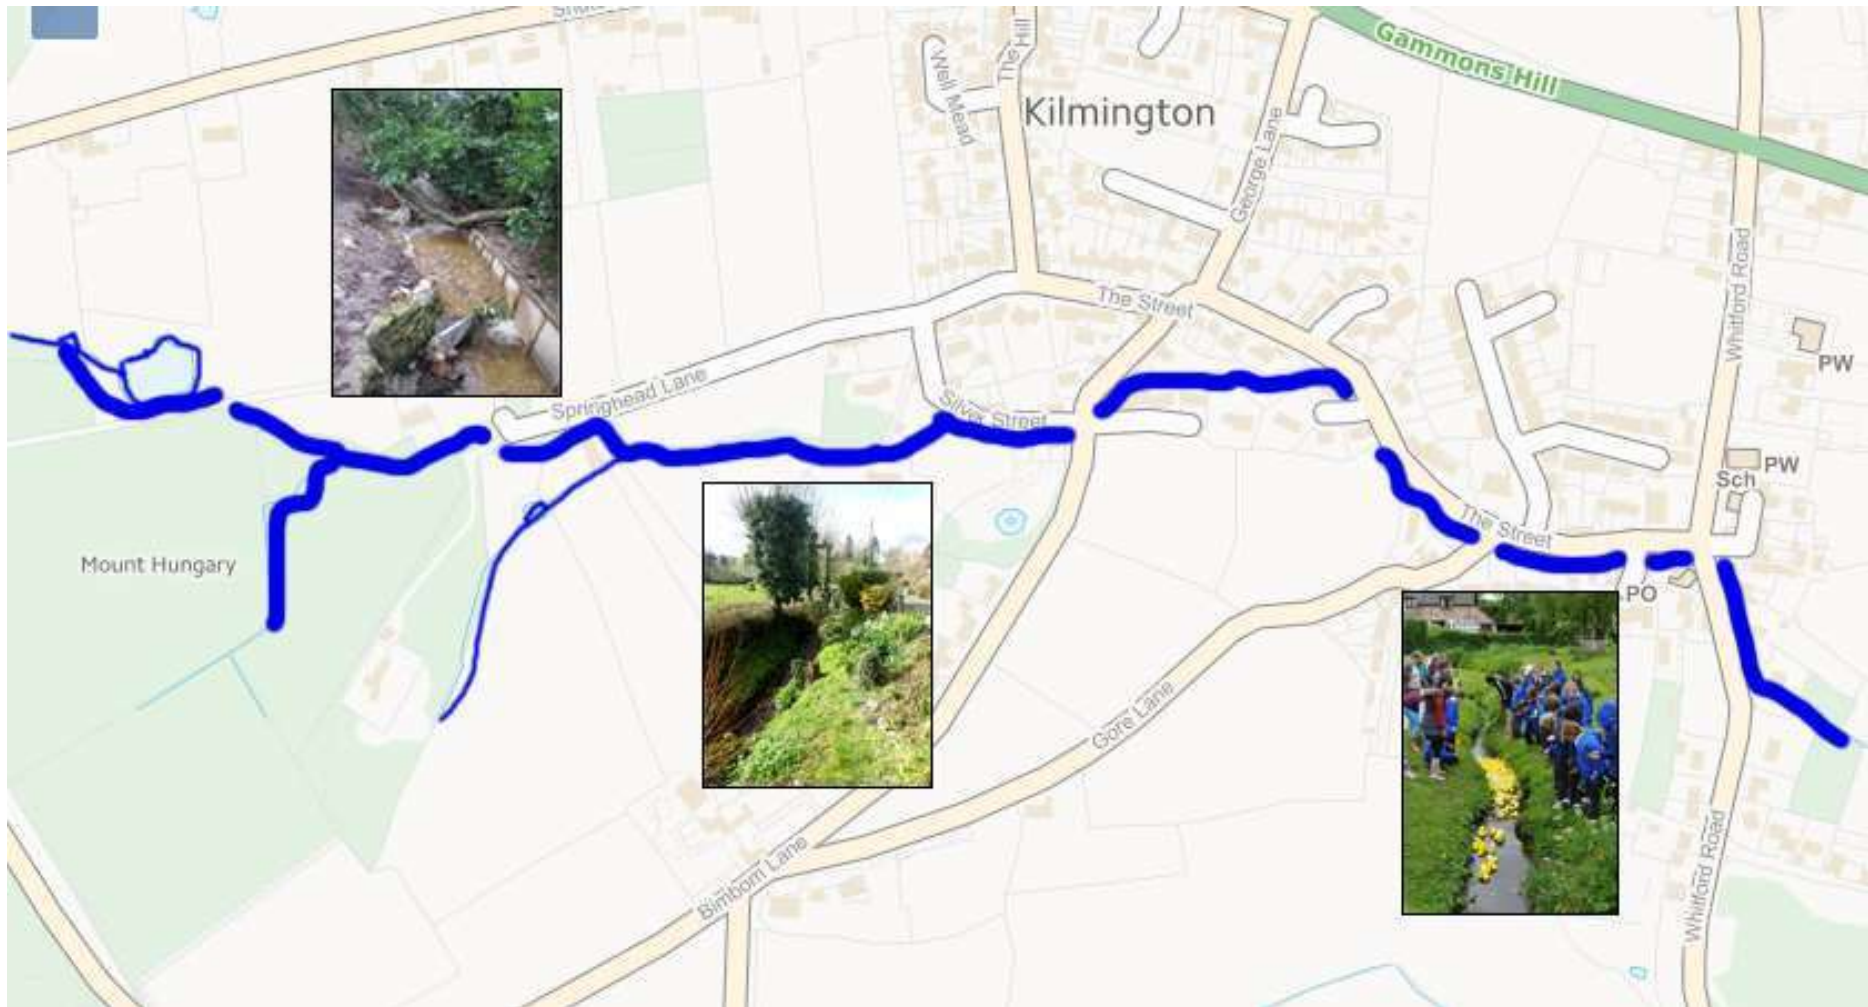 The Hill
Gammons Hill
Well Mead
Kilmington
George Lane
Whitford Road
The Street
PW
Springhead Lane
Silver Street
PW
Sch
The Street
Mount Hungary
PO
Gore Lane
Bimbom Lane
Whitford Road